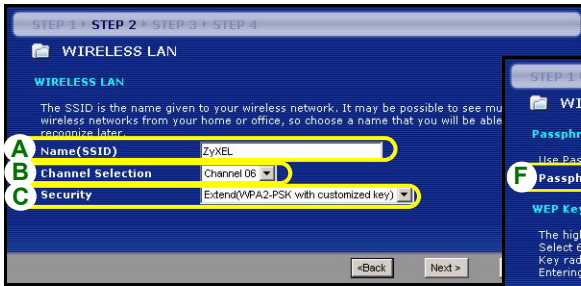 STEP 1 › STEP 2 › STEP 3 › STEP 4
WIRELESS LAN
WIRELESS LAN
The SSID is the name given to your wireless network. It may be possible to see mu
wireless networks from your home or office, so choose a name that you will be able
recognize later.
A Name(SSID) ZyXEL
B Channel Selection Channel 06
C Security Extend(WPA2-PSK with customized key)
<Back Next >
STEP 1
WI
Passphr
Use Pas
F Passph
WEP Key
The hig
Select 6
Key rad
Entering